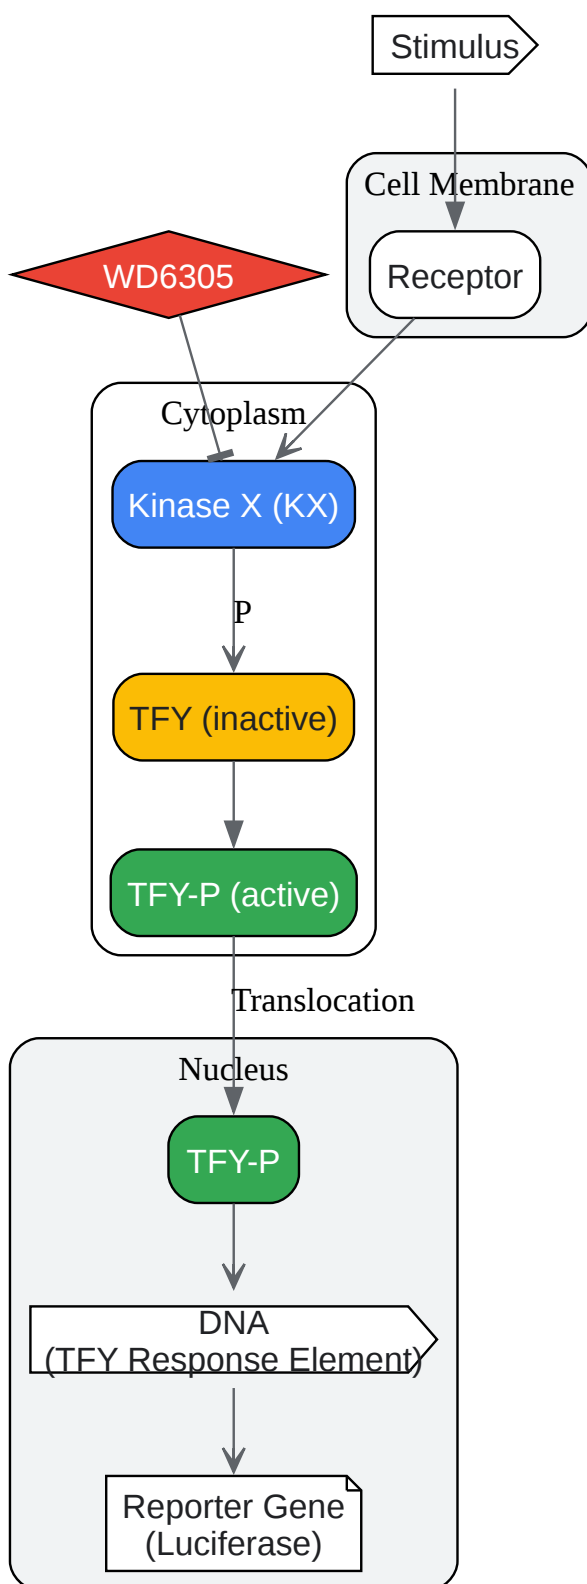 Stimulus
Cell Membrane
Receptor
WD6305
Cytoplasm
Kinase X (KX)
P
TFY (inactive)
TFY-P (active)
Translocation
Nucleus
TFY-P
DNA
(TFY Response Element)
Reporter Gene
(Luciferase)